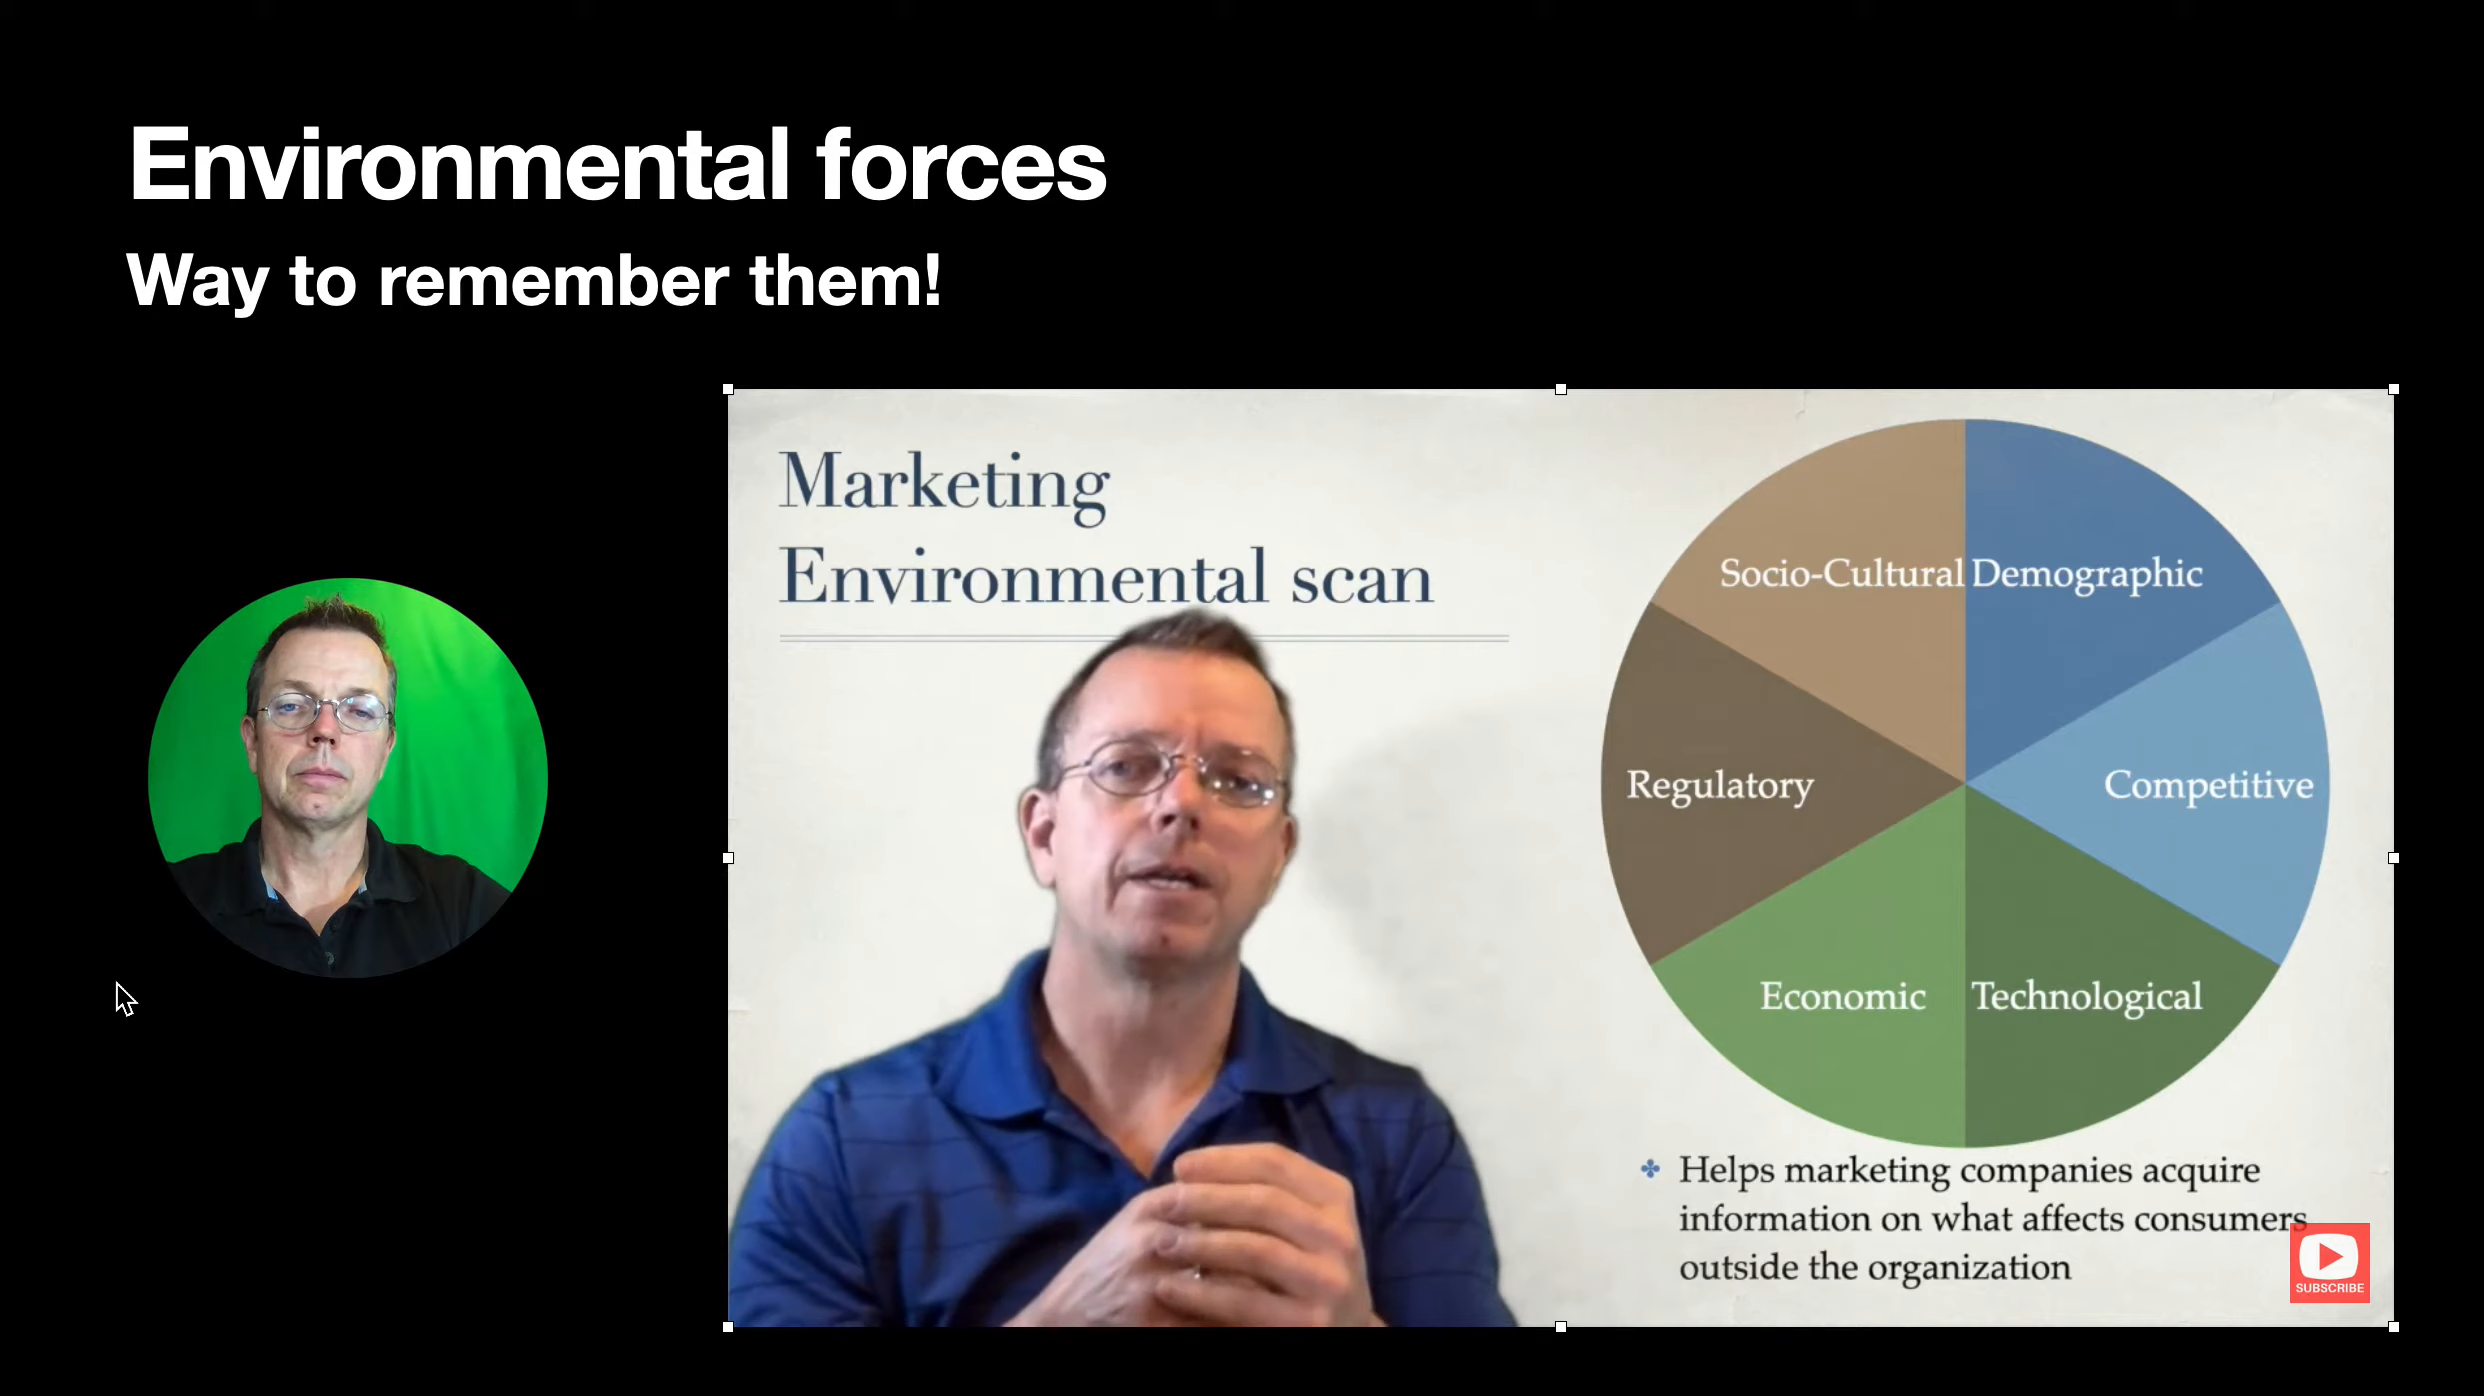 Environmental forces
Way to remember them!
Marketing
Environmental scan
Socio-Cultural
Demographic
Regulatory
Competitive
Economic
Technological
Helps marketing companies acquire
information on what affects consumers
outside the organization
SUBSCRIBE